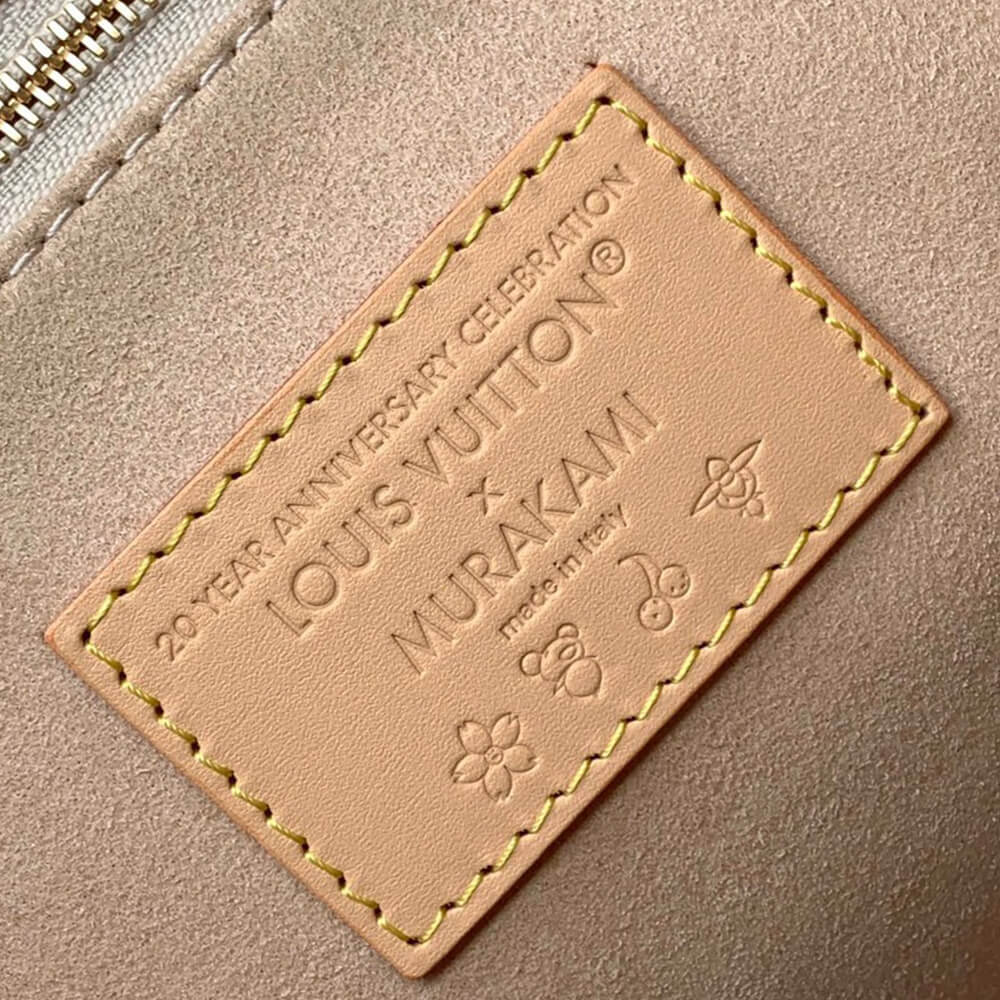 20 YEAR ANNIVERSARY CELEBRATION
LOUIS VUITTON®
X
MURAKAMI
made in Italy